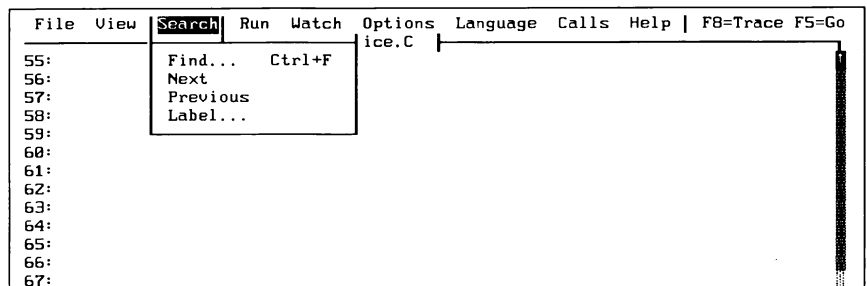 File View Search Run Watch Options Language Calls Help | F8=Trace F5=Go
ice.C
55: Find... Ctrl+F
56: Next
57: Previous
58: Label...
59:
60:
61:
62:
63:
64:
65:
66:
67: